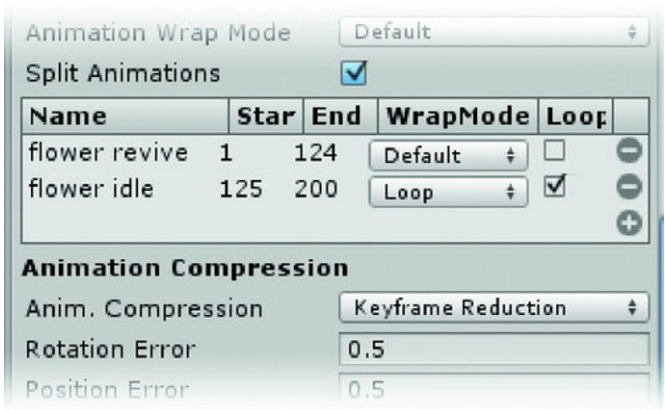 Animation Wrap Mode Default
Split Animations
Name Star End WrapMode Loop
flower revive 1 124 Default
flower idle 125 200 Loop
Animation Compression
Anim. Compression Keyframe Reduction
Rotation Error 0.5
Position Error 0.5